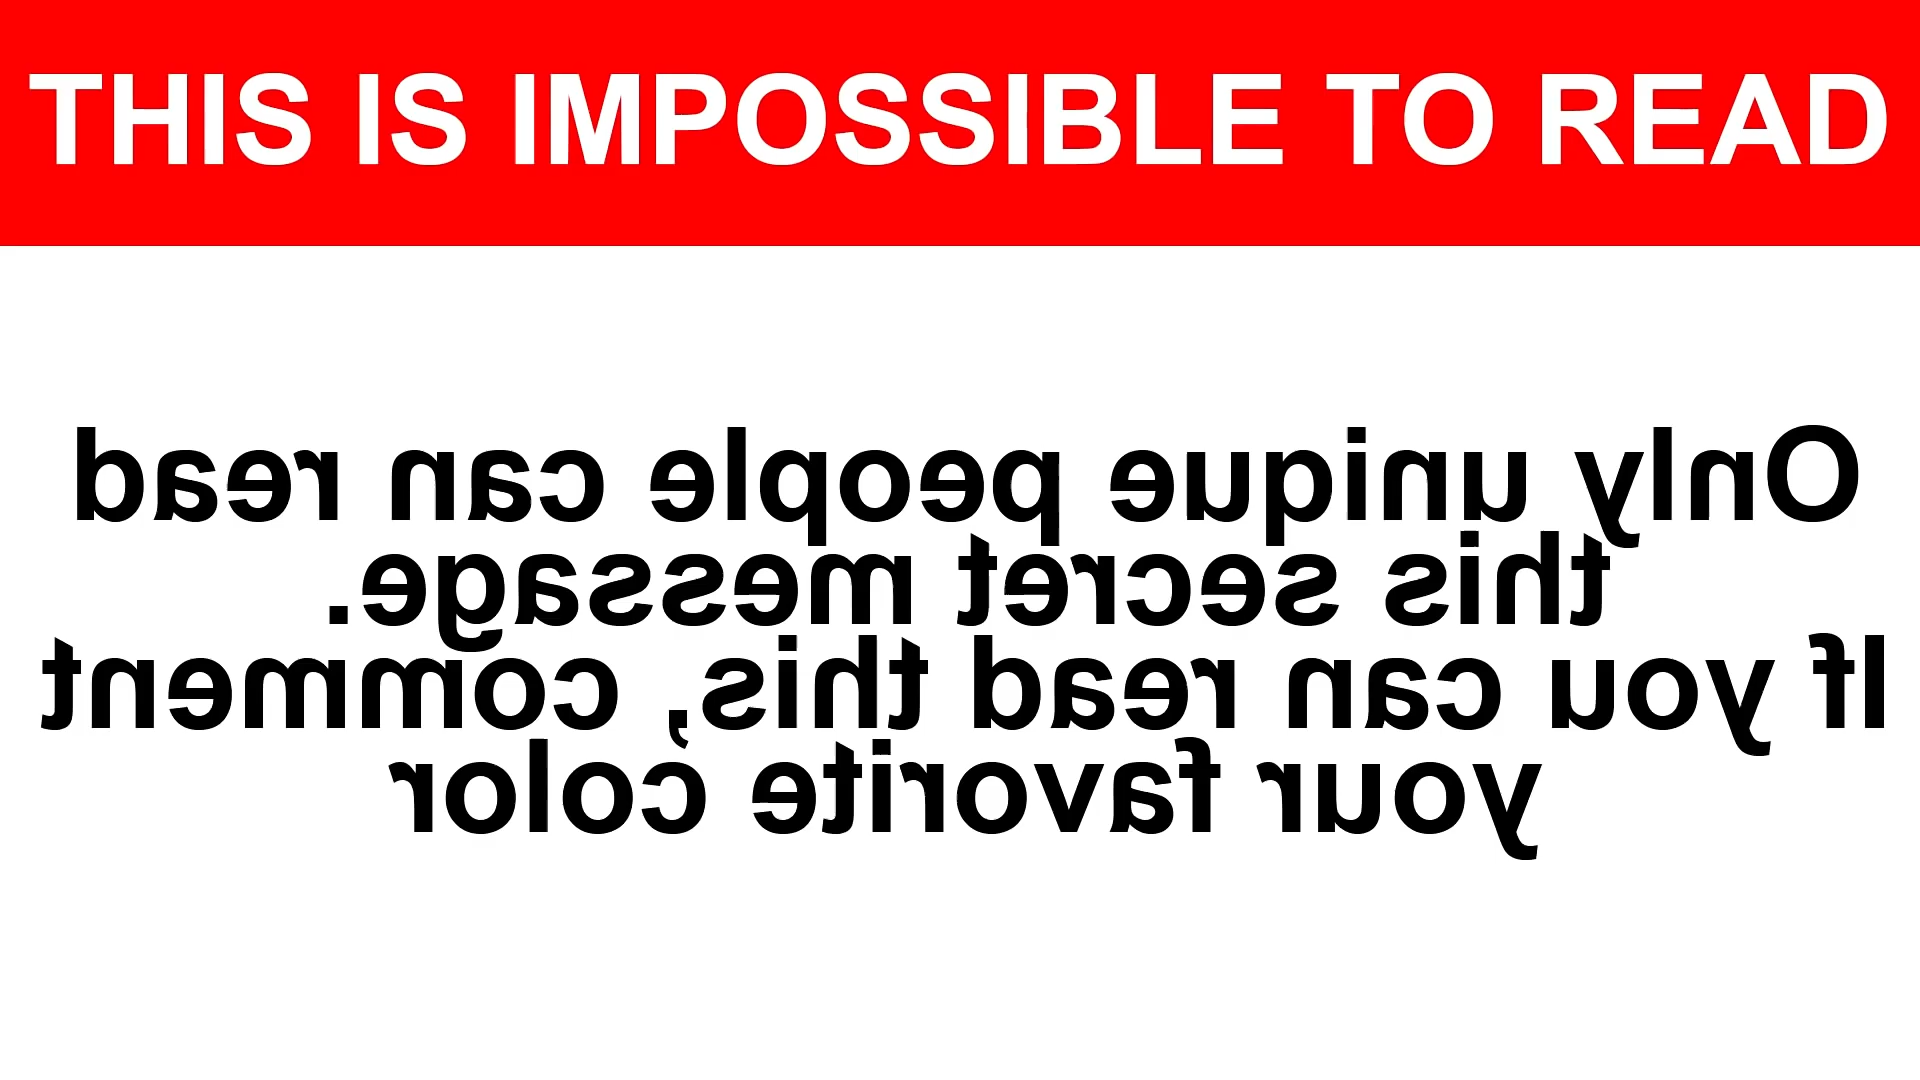 THIS IS IMPOSSIBLE TO READ
Only unique people can read
this secret message.
If you can read this, comment
your favorite color